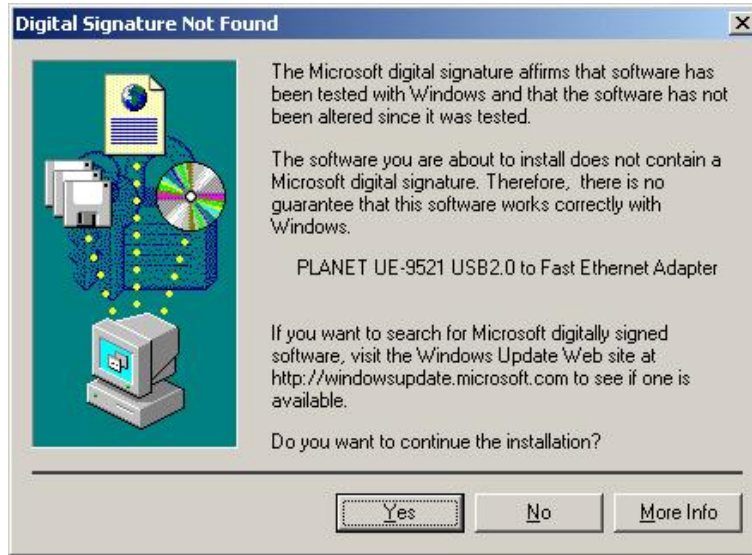 Digital Signature Not Found
The Microsoft digital signature affirms that software has
been tested with Windows and that the software has not
been altered since it was tested.
The software you are about to install does not contain a
Microsoft digital signature. Therefore, there is no
guarantee that this software works correctly with
Windows.
PLANET UE-9521 USB2.0 to Fast Ethernet Adapter
If you want to search for Microsoft digitally signed
software, visit the Windows Update Web site at
http://windowsupdate.microsoft.com to see if one is
available.
Do you want to continue the installation?
Yes No More Info